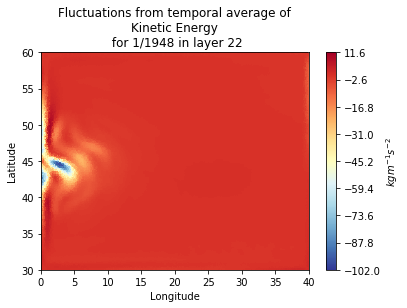 Fluctuations from temporal average of
Kinetic Energy
for 1/1948 in layer 22
60
55
50
45
40
35
30
Latitude
0 5 10 15 20 25 30 35 40
Longitude
11.6
−2.6
−16.8
−31.0
−45.2
−59.4
−73.6
−87.8
−102.0
kgm⁻¹s⁻²